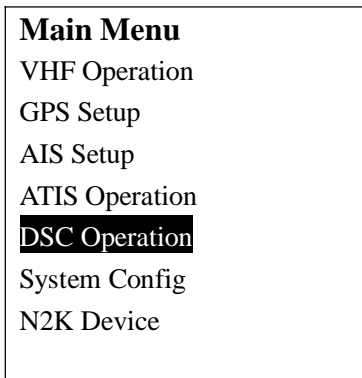 Main Menu
VHF Operation
GPS Setup
AIS Setup
ATIS Operation
DSC Operation
System Config
N2K Device